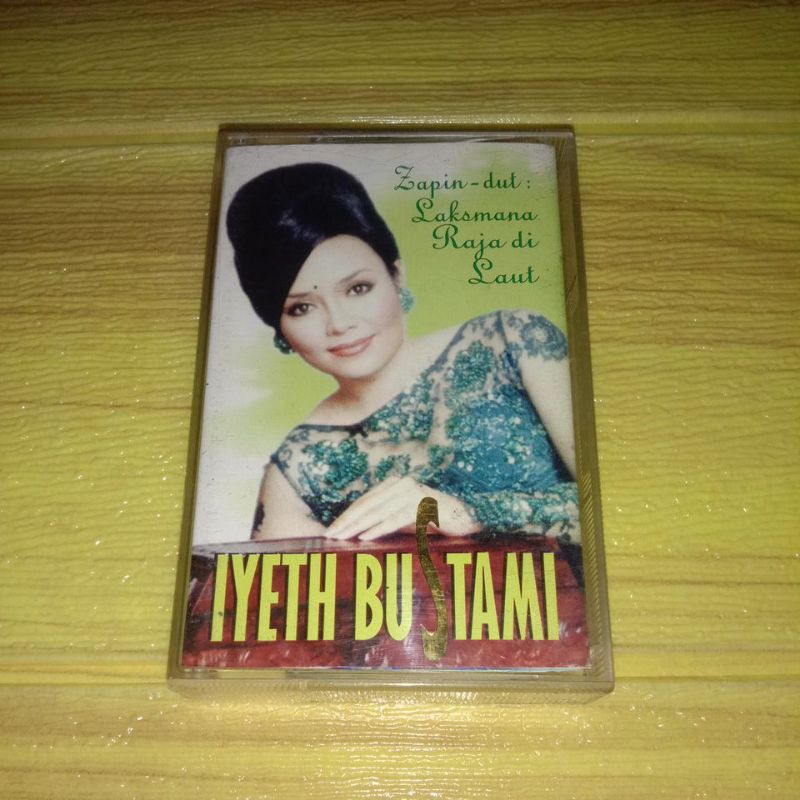 Zapin-dut:
Laksmana
Raja di
Laut
IYETH BUSTAMI